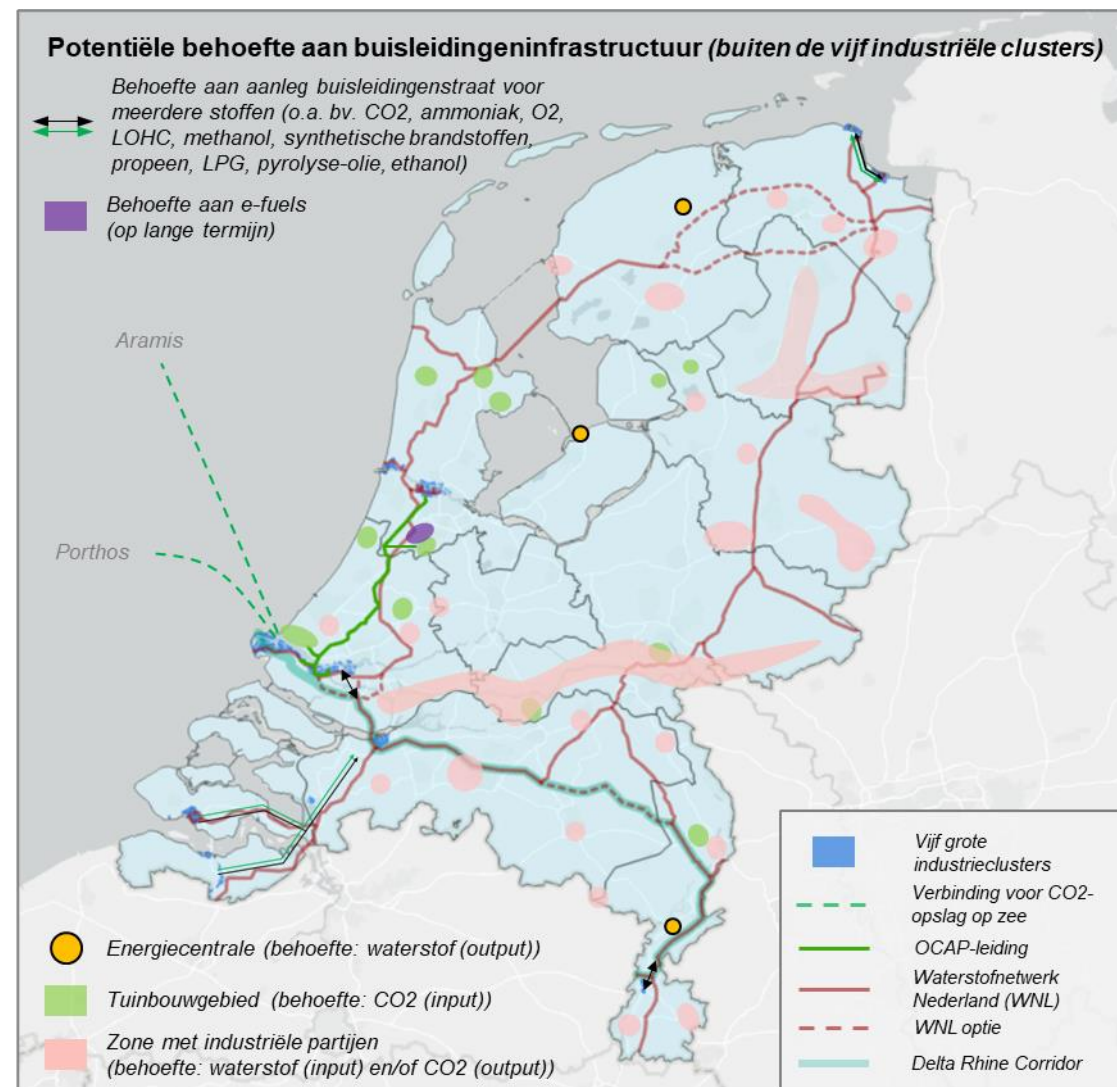 Potentiële behoefte aan buisleidingeninfrastructuur (buiten de vijf industriële clusters)
Behoefte aan aanleg buisleidingenstraat voor
meerdere stoffen (o.a. bv. CO2, ammoniak, O2,
LOHC, methanol, synthetische brandstoffen,
propeen, LPG, pyrolyse-olie, ethanol)
Behoefte aan e-fuels
(op lange termijn)
Aramis
Porthos
Energiecentrale (behoefte: waterstof (output))
Tuinbouwgebied (behoefte: CO2 (input))
Zone met industriële partijen
(behoefte: waterstof (input) en/of CO2 (output))
Vijf grote
industrieclusters
Verbinding voor CO2-
opslag op zee
OCAP-leiding
Waterstofnetwerk
Nederland (WNL)
WNL optie
Delta Rhine Corridor